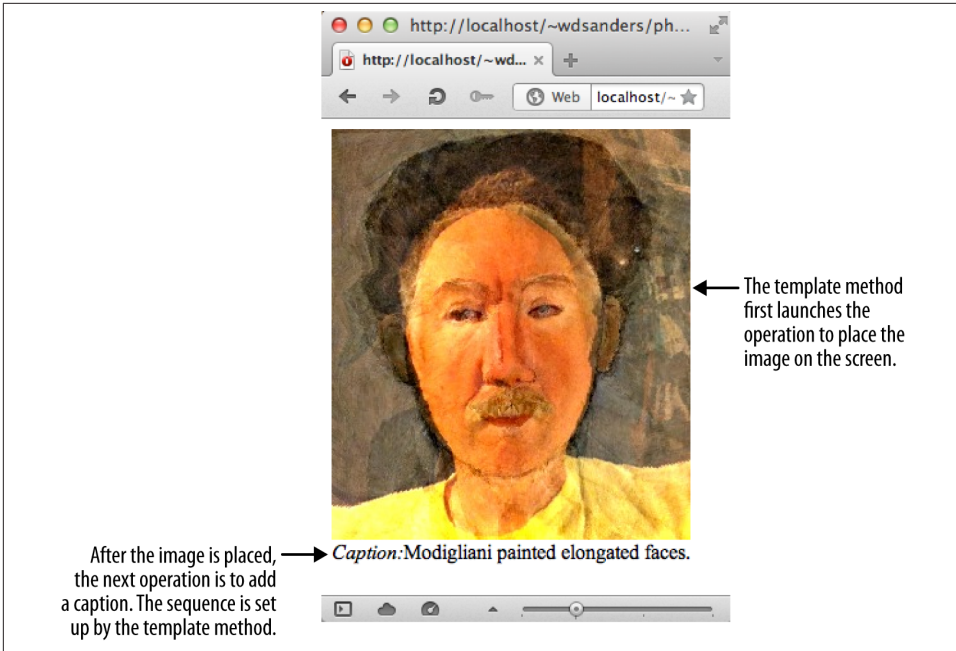 http://localhost/~wdsanders/ph...
http://localhost/~wd...
Web
localhost/~
The template method
first launches the
operation to place the
image on the screen.
Caption:Modigliani painted elongated faces.
After the image is placed,
the next operation is to add
a caption. The sequence is set
up by the template method.